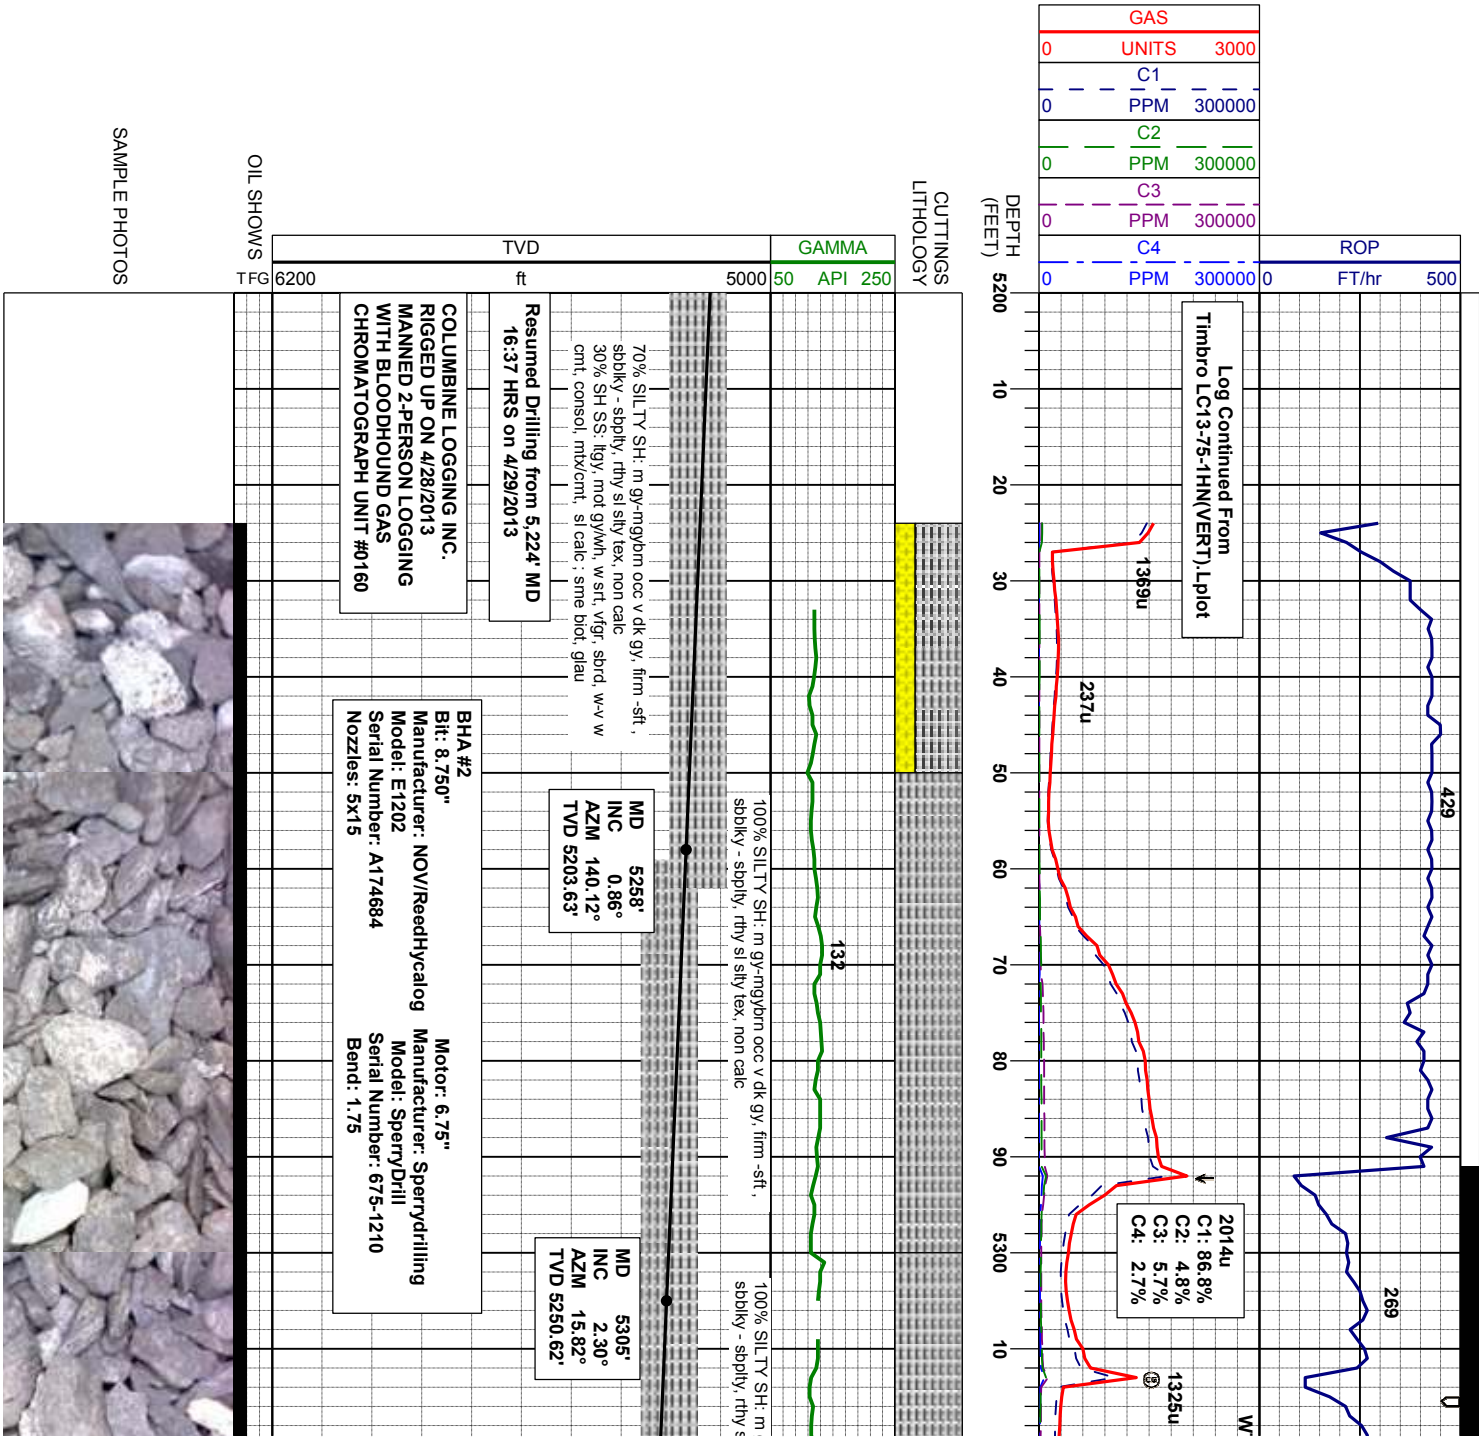 GAS
0 UNITS 3000
C1
0 PPM 300000
C2
0 PPM 300000
C3
0 PPM 300000
C4
0 PPM 300000
ROP
0 FT/hr 500
DEPTH
(FEET)
CUTTINGS
LITHOLOGY
GAMMA
50 API 250
TVD
6200 ft 5000
OIL SHOWS
T F G
SAMPLE PHOTOS
5200
10
20
30
40
50
60
70
80
90
5300
10
Log Continued From
Timbro LC13-75-1HN(VERT).Lplot
1369u
237u
429
2014u
C1: 86.8%
C2: 4.8%
C3: 5.7%
C4: 2.7%
269
1325u
132
70% SILTY SH: m gy-mgybrn occ v dk gy, firm -sft ,
sbblky - sbplty, rthy sl slty tex, non calc
30% SH SS: ltgy, mot gy/wh, w srt, vfgr, sbrd, w-v w
cmt, consol, mtx/cmt, sl calc ; sme biot, glau
Resumed Drilling from 5,224' MD
16:37 HRS on 4/29/2013
COLUMBINE LOGGING INC.
RIGGED UP ON 4/28/2013
MANNED 2-PERSON LOGGING
WITH BLOODHOUND GAS
CHROMATOGRAPH UNIT #0160
100% SILTY SH: m gy-mgybrn occ v dk gy, firm -sft ,
sbblky - sbplty, rthy sl slty tex, non calc
MD 5258'
INC 0.86°
AZM 140.12°
TVD 5203.63'
BHA #2
Bit: 8.750"
Manufacturer: NOV/ReedHycalog
Model: E1202
Serial Number: A174684
Nozzles: 5x15
Motor: 6.75"
Manufacturer: Sperrydrilling
Model: SperryDrill
Serial Number: 675-1210
Bend: 1.75
MD 5305'
INC 2.30°
AZM 15.82°
TVD 5250.62'
100% SILTY SH: m
sbblky - sbplty, rthy